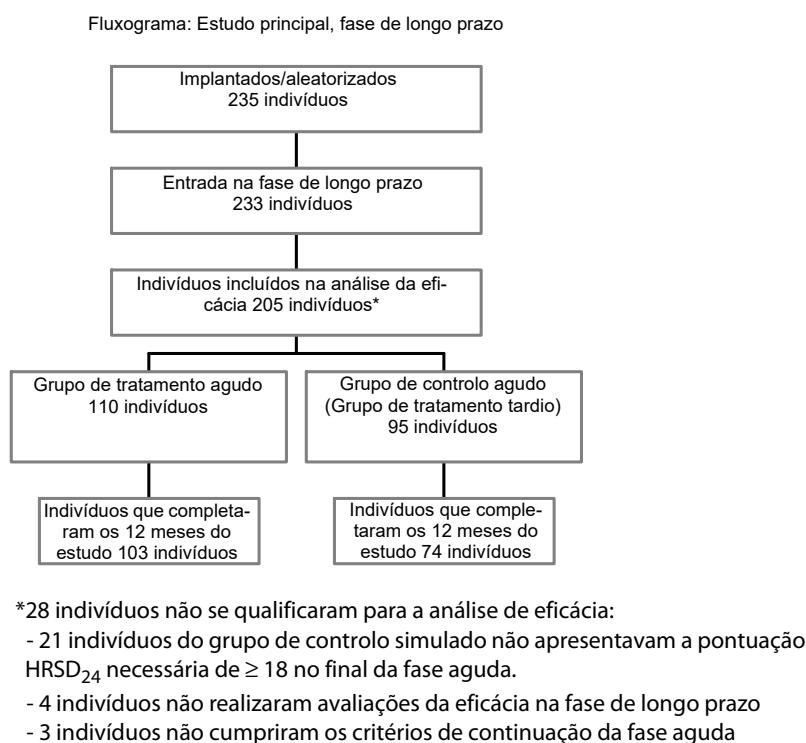 Fluxograma: Estudo principal, fase de longo prazo
Implantados/aleatorizados
235 indivíduos
Entrada na fase de longo prazo
233 indivíduos
Indivíduos incluídos na análise da efi-
cácia 205 indivíduos*
Grupo de tratamento agudo
110 indivíduos
Grupo de controlo agudo
(Grupo de tratamento tardio)
95 indivíduos
Indivíduos que completa-
ram os 12 meses do
estudo 103 indivíduos
Indivíduos que comple-
taram os 12 meses do
estudo 74 indivíduos
*28 indivíduos não se qualificaram para a análise de eficácia:
- 21 indivíduos do grupo de controlo simulado não apresentavam a pontuação
HRSD24 necessária de ≥ 18 no final da fase aguda.
- 4 indivíduos não realizaram avaliações da eficácia na fase de longo prazo
- 3 indivíduos não cumpriram os critérios de continuação da fase aguda